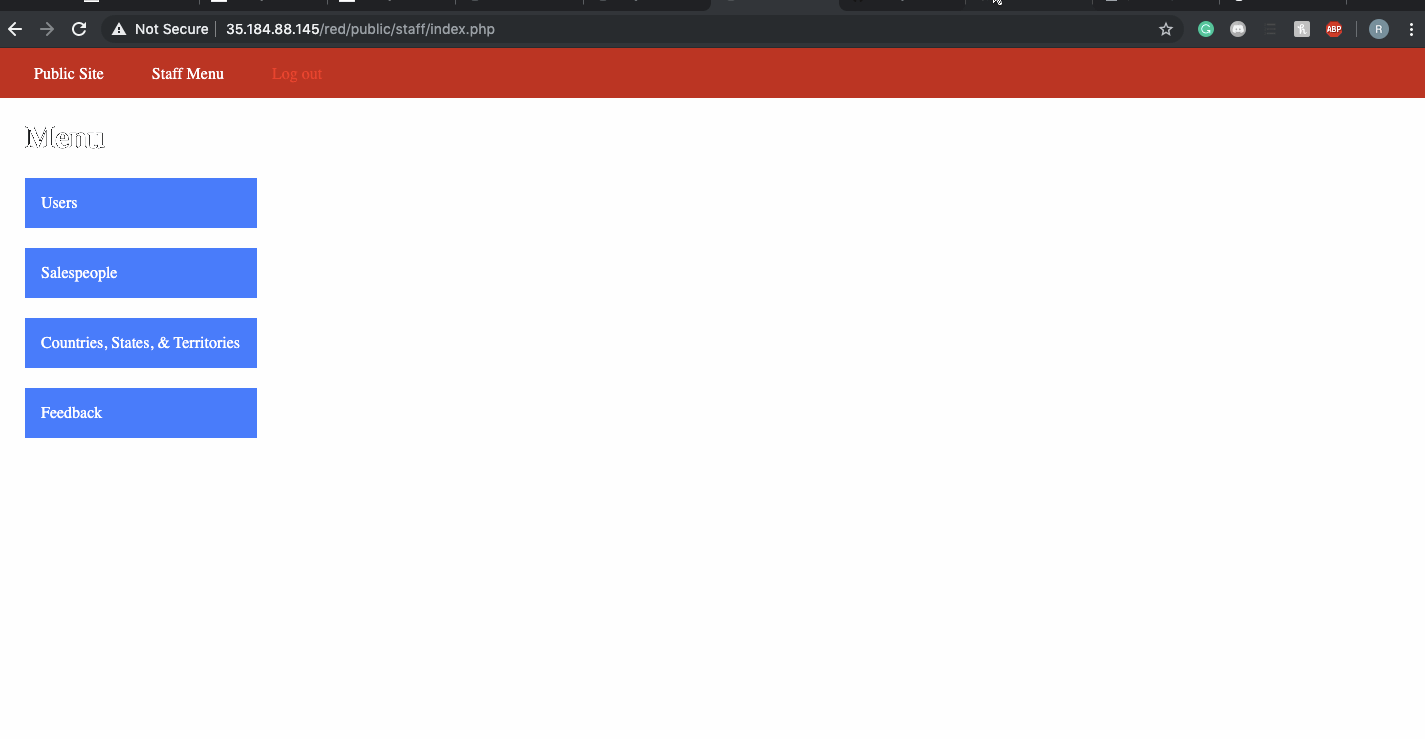 Not Secure 35.184.88.145/red/public/staff/index.php ABP R
Public Site Staff Menu Log out
Menu
Users
Salespeople
Countries, States, & Territories
Feedback